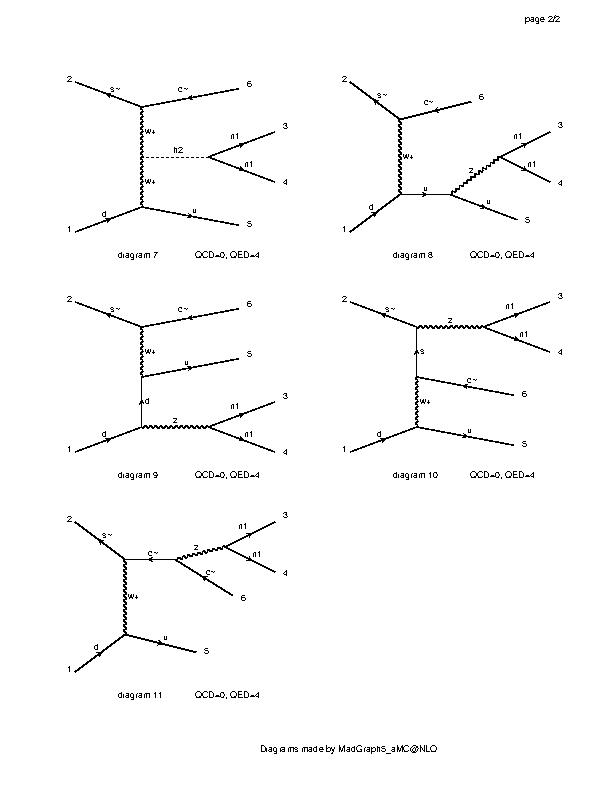 page 2/2
2
s~
c~
6
w+
h2
n1
3
n1
4
w+
d
u
1
5
diagram 7 QCD=0, QED=4
2
s~
c~
6
w+
n1
3
z
n1
4
u
d
u
1
5
diagram 8 QCD=0, QED=4
2
s~
c~
6
w+
u
5
d
n1
3
z
d
n1
1
4
diagram 9 QCD=0, QED=4
2
s~
z
n1
3
n1
4
s
c~
6
w+
d
u
1
5
diagram 10 QCD=0, QED=4
2
s~
c~
z
n1
3
n1
4
c~
6
w+
d
u
1
5
diagram 11 QCD=0, QED=4
Diagrams made by MadGraph5_aMC@NLO